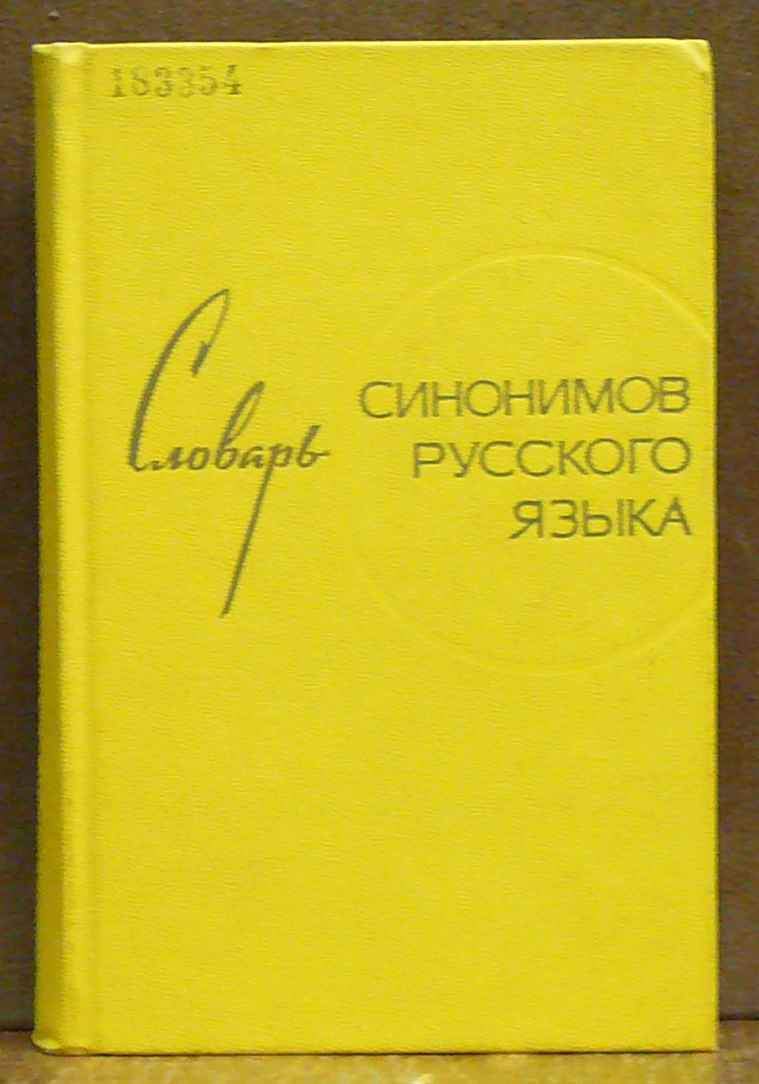 183354
Словарь
СИНОНИМОВ
РУССКОГО
ЯЗЫКА